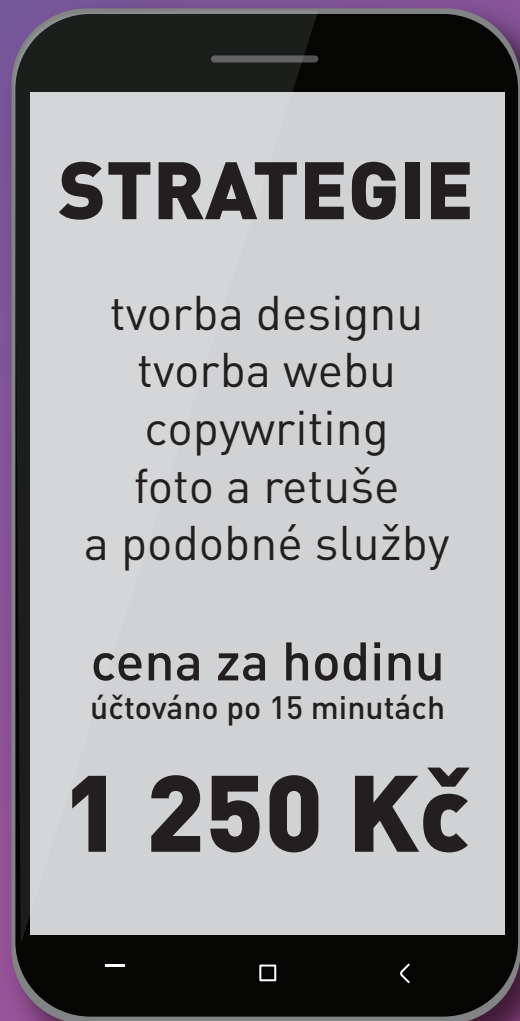 STRATEGIE
tvorba designu
tvorba webu
copywriting
foto a retuše
a podobné služby
cena za hodinu
účtováno po 15 minutách
1 250 Kč